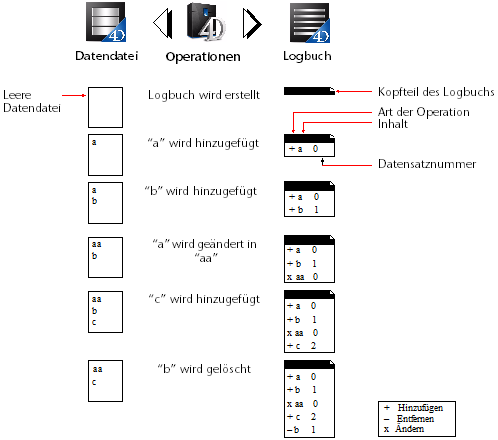 4D 4D 4D
Datendatei Operationen Logbuch
Leere
Datendatei
Logbuch wird erstellt
Kopfteil des Logbuchs
Art der Operation
Inhalt
a
“a” wird hinzugefügt
+ a 0
Datensatznummer
a
b
“b” wird hinzugefügt
+ a 0
+ b 1
aa
b
“a” wird geändert in
“aa”
+ a 0
+ b 1
x aa 0
aa
b
c
“c” wird hinzugefügt
+ a 0
+ b 1
x aa 0
+ c 2
aa
c
“b” wird gelöscht
+ a 0
+ b 1
x aa 0
+ c 2
– b 1
+ Hinzufügen
– Entfernen
x Ändern